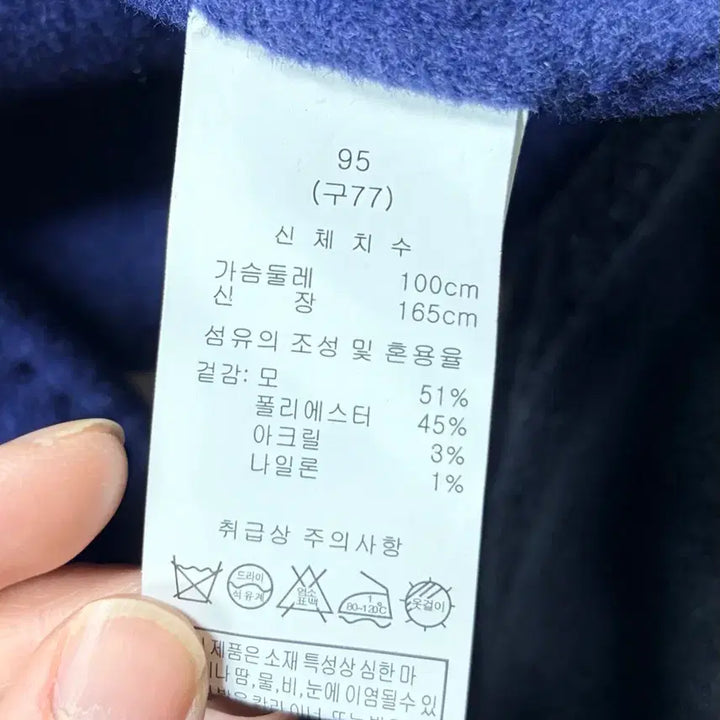 95
(구77)
신 체 치 수
가슴둘레 100cm
신 장 165cm
섬유의 조성 및 혼용율
겉감: 모 51%
폴리에스터 45%
아크릴 3%
나일론 1%
취급상 주의사항
드라이
석유계
염소
표백
옷걸이
제품은 소재 특성상 심한 마
땀,물,비,눈에 이염될수 있